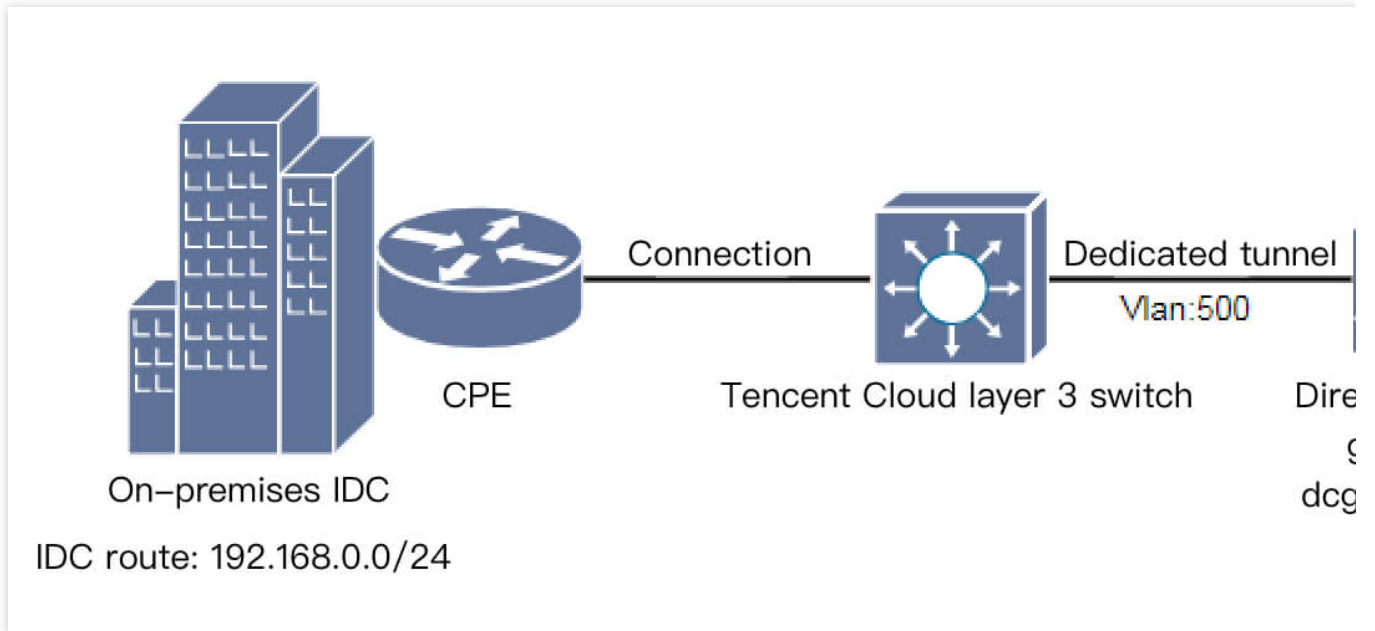 Connection
Dedicated tunnel
Vlan:500
CPE
Tencent Cloud layer 3 switch
On-premises IDC
IDC route: 192.168.0.0/24